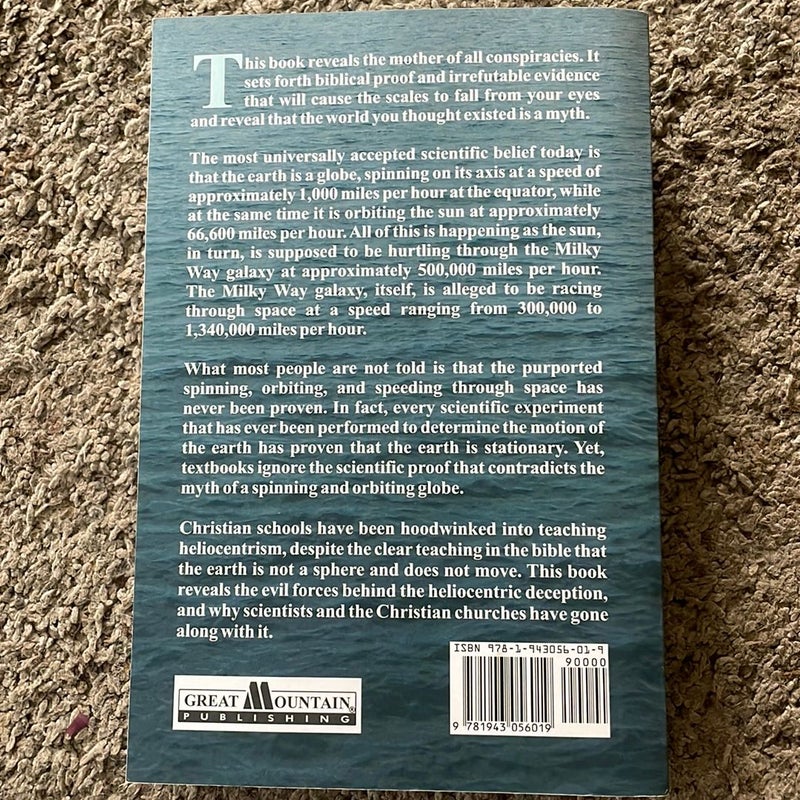 This book reveals the mother of all conspiracies. It
sets forth biblical proof and irrefutable evidence
that will cause the scales to fall from your eyes
and reveal that the world you thought existed is a myth.
The most universally accepted scientific belief today is
that the earth is a globe, spinning on its axis at a speed of
approximately 1,000 miles per hour at the equator, while
at the same time it is orbiting the sun at approximately
66,600 miles per hour. All of this is happening as the sun,
in turn, is supposed to be hurtling through the Milky
Way galaxy at approximately 500,000 miles per hour.
The Milky Way galaxy, itself, is alleged to be racing
through space at a speed ranging from 300,000 to
1,340,000 miles per hour.
What most people are not told is that the purported
spinning, orbiting, and speeding through space has
never been proven. In fact, every scientific experiment
that has ever been performed to determine the motion of
the earth has proven that the earth is stationary. Yet,
textbooks ignore the scientific proof that contradicts the
myth of a spinning and orbiting globe.
Christian schools have been hoodwinked into teaching
heliocentrism, despite the clear teaching in the bible that
the earth is not a sphere and does not move. This book
reveals the evil forces behind the heliocentric deception,
and why scientists and the Christian churches have gone
along with it.
ISBN 978-1-943056-01-9
90000
9 781943 056019
GREAT MOUNTAIN®
PUBLISHING